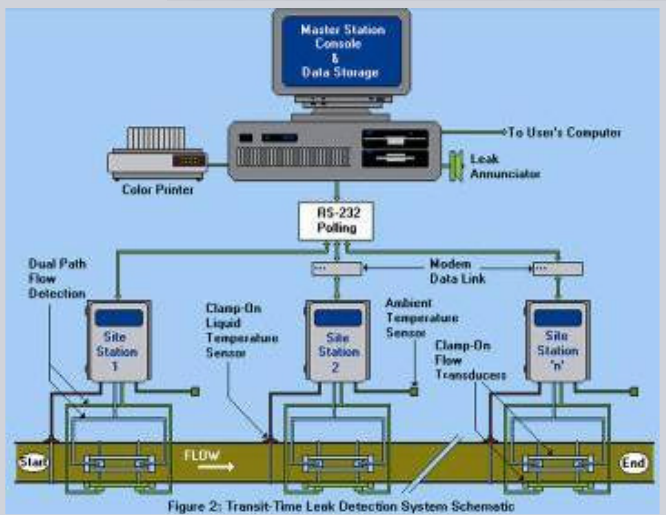 Master Station
Console
&
Data Storage
To User's Computer
Leak
Annunciator
Color Printer
RS-232
Polling
Modem
Data Link
Dual Path
Flow
Detection
Clamp-On
Liquid
Temperature
Sensor
Ambient
Temperature
Sensor
Clamp-On
Flow
Transducers
Site
Station
1
Site
Station
2
Site
Station
'n'
Start
FLOW
End
Figure 2: Transit-Time Leak Detection System Schematic